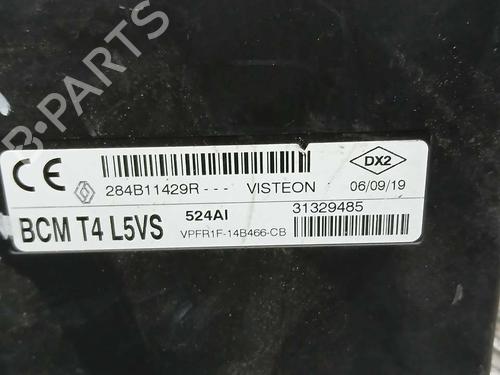 B-PARTS
CE
284B11429R--- VISTEON
DX2
06/09/19
BCM T4 L5VS
524AI
31329485
VPFR1F-14B466-CB